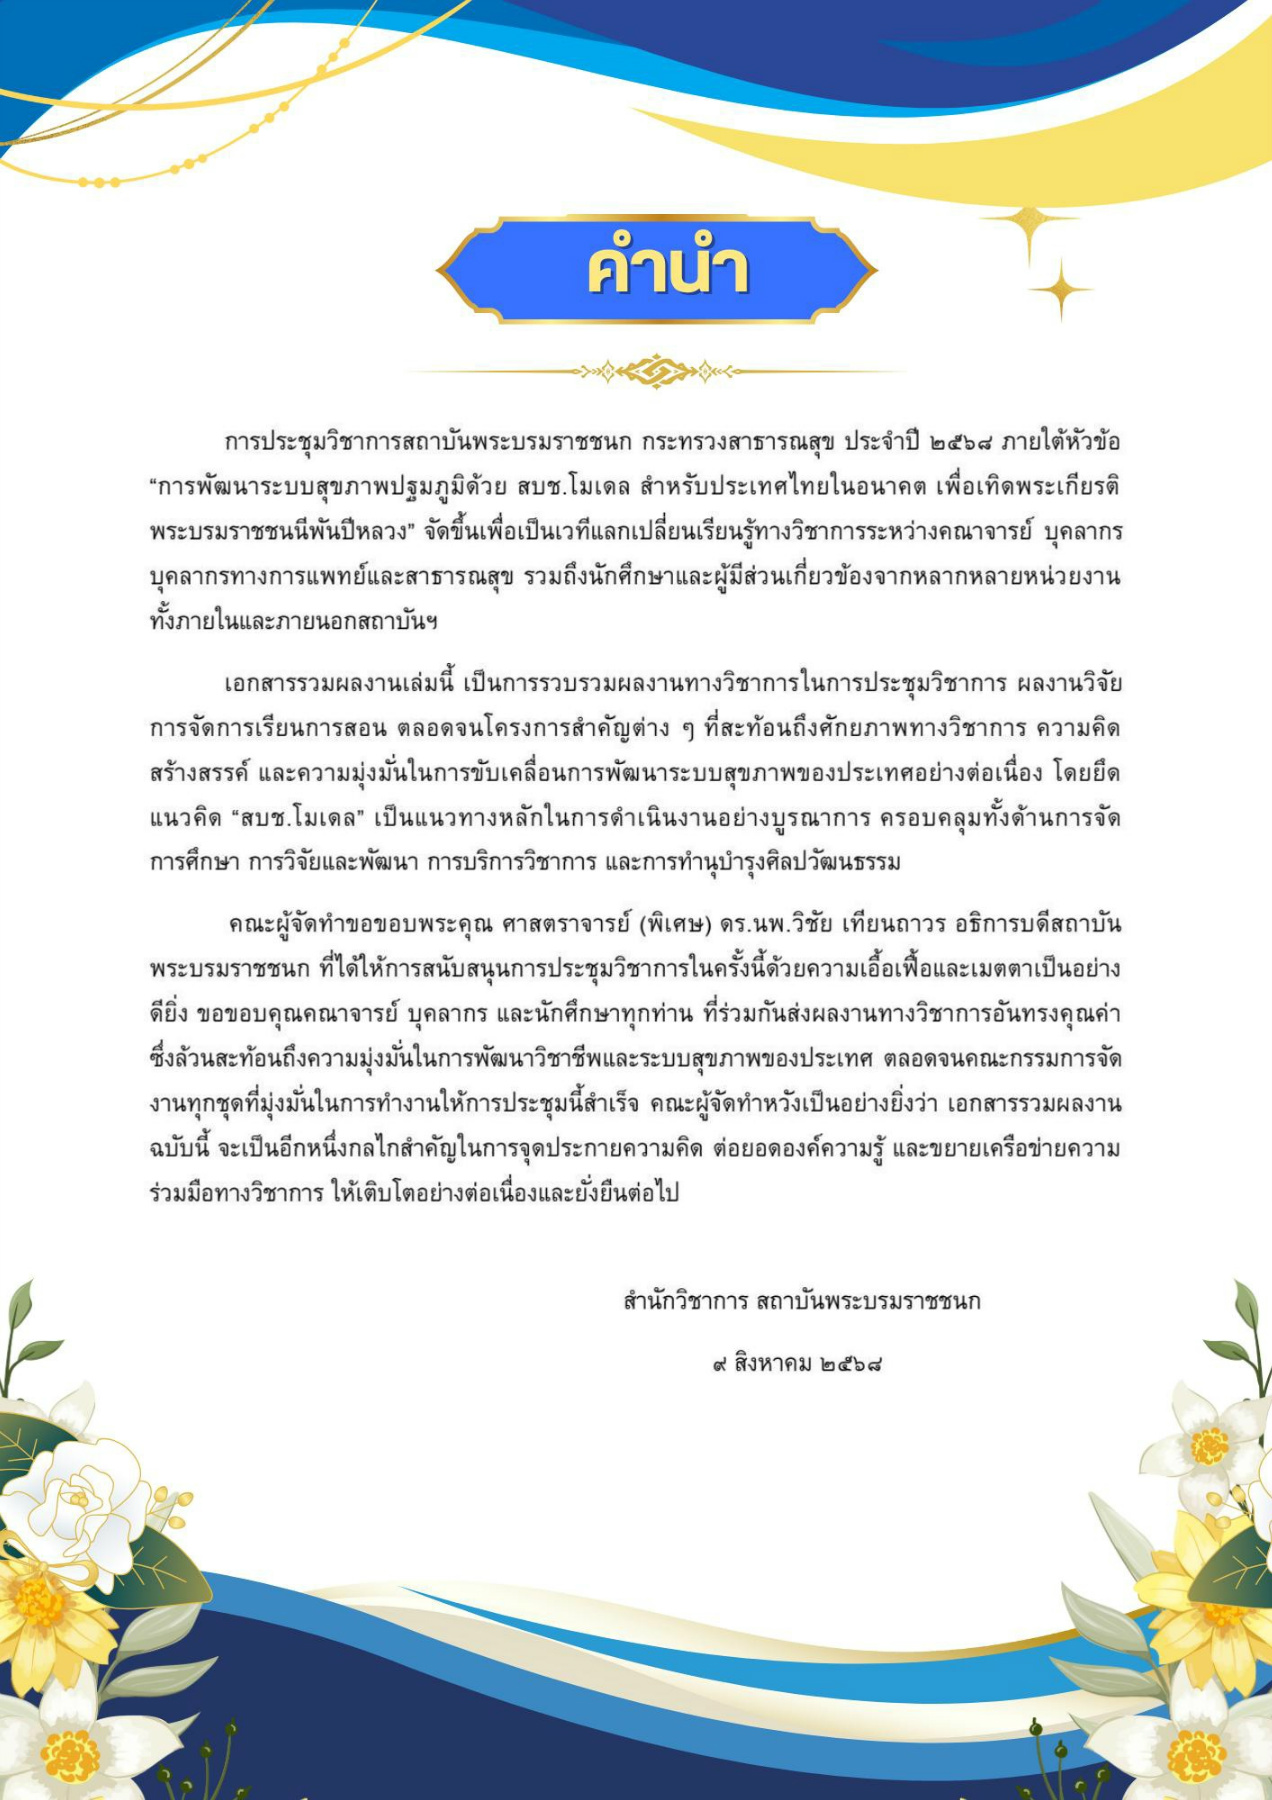 คำนำ
การประชุมวิชาการสถาบันพระบรมราชชนก กระทรวงสาธารณสุข ประจำปี ๒๕๖๘ ภายใต้หัวข้อ
“การพัฒนาระบบสุขภาพปฐมภูมิด้วย สบช.โมเดล สำหรับประเทศไทยในอนาคต เพื่อเทิดพระเกียรติ
พระบรมราชชนนีพันปีหลวง” จัดขึ้นเพื่อเป็นเวทีแลกเปลี่ยนเรียนรู้ทางวิชาการระหว่างคณาจารย์ บุคลากร
บุคลากรทางการแพทย์และสาธารณสุข รวมถึงนักศึกษาและผู้มีส่วนเกี่ยวข้องจากหลากหลายหน่วยงาน
ทั้งภายในและภายนอกสถาบันฯ
เอกสารรวมผลงานเล่มนี้ เป็นการรวบรวมผลงานทางวิชาการในการประชุมวิชาการ ผลงานวิจัย
การจัดการเรียนการสอน ตลอดจนโครงการสำคัญต่าง ๆ ที่สะท้อนถึงศักยภาพทางวิชาการ ความคิด
สร้างสรรค์ และความมุ่งมั่นในการขับเคลื่อนการพัฒนาระบบสุขภาพของประเทศอย่างต่อเนื่อง โดยยึด
แนวคิด “สบช.โมเดล” เป็นแนวทางหลักในการดำเนินงานอย่างบูรณาการ ครอบคลุมทั้งด้านการจัด
การศึกษา การวิจัยและพัฒนา การบริการวิชาการ และการทำนุบำรุงศิลปวัฒนธรรม
คณะผู้จัดทำขอขอบพระคุณ ศาสตราจารย์ (พิเศษ) ดร.นพ.วิชัย เทียนถาวร อธิการบดีสถาบัน
พระบรมราชชนก ที่ได้ให้การสนับสนุนการประชุมวิชาการในครั้งนี้ด้วยความเอื้อเฟื้อและเมตตาเป็นอย่าง
ดียิ่ง ขอขอบคุณคณาจารย์ บุคลากร และนักศึกษาทุกท่าน ที่ร่วมกันส่งผลงานทางวิชาการอันทรงคุณค่า
ซึ่งล้วนสะท้อนถึงความมุ่งมั่นในการพัฒนาวิชาชีพและระบบสุขภาพของประเทศ ตลอดจนคณะกรรมการจัด
งานทุกชุดที่มุ่งมั่นในการทำงานให้การประชุมนี้สำเร็จ คณะผู้จัดทำหวังเป็นอย่างยิ่งว่า เอกสารรวมผลงาน
ฉบับนี้ จะเป็นอีกหนึ่งกลไกสำคัญในการจุดประกายความคิด ต่อยอดองค์ความรู้ และขยายเครือข่ายความ
ร่วมมือทางวิชาการ ให้เติบโตอย่างต่อเนื่องและยั่งยืนต่อไป
สำนักวิชาการ สถาบันพระบรมราชชนก
๙ สิงหาคม ๒๕๖๘